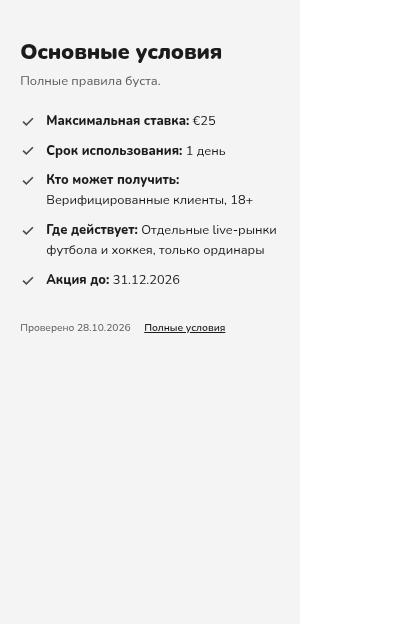 Основные условия
Полные правила буста.
Максимальная ставка: €25
Срок использования: 1 день
Кто может получить:
Верифицированные клиенты, 18+
Где действует: Отдельные live-рынки
футбола и хоккея, только ординары
Акция до: 31.12.2026
Проверено 28.10.2026 Полные условия